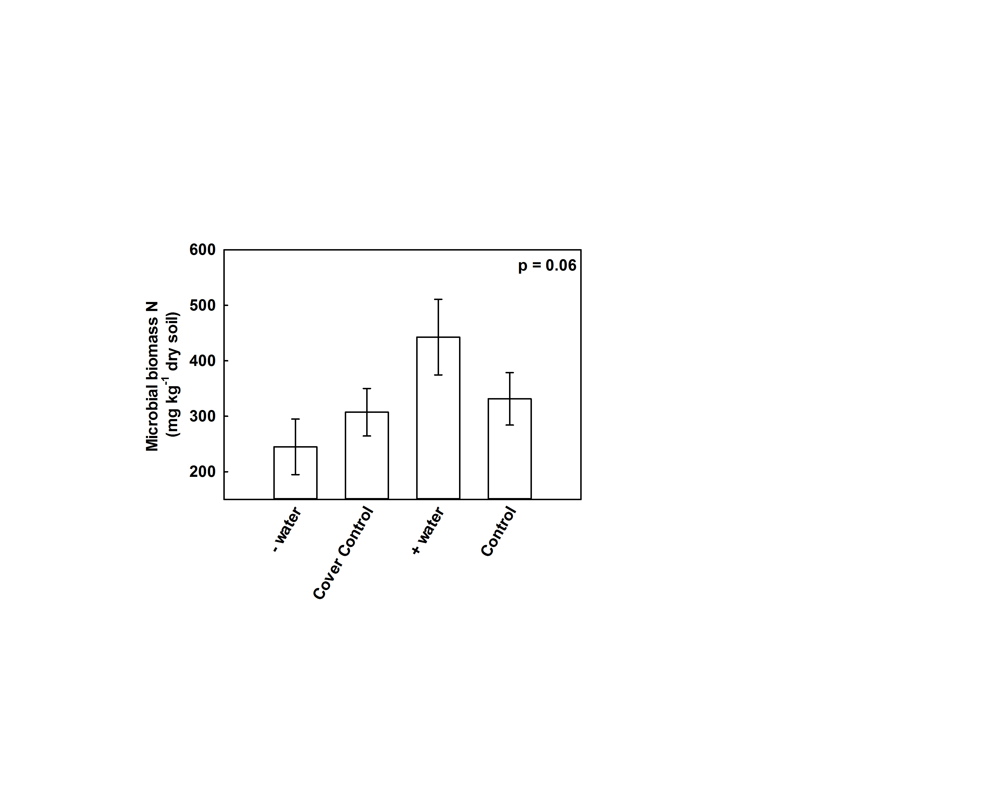 600
p = 0.06
500
400
300
200
Microbial biomass N
(mg kg⁻¹ dry soil)
- water
Cover Control
+ water
Control